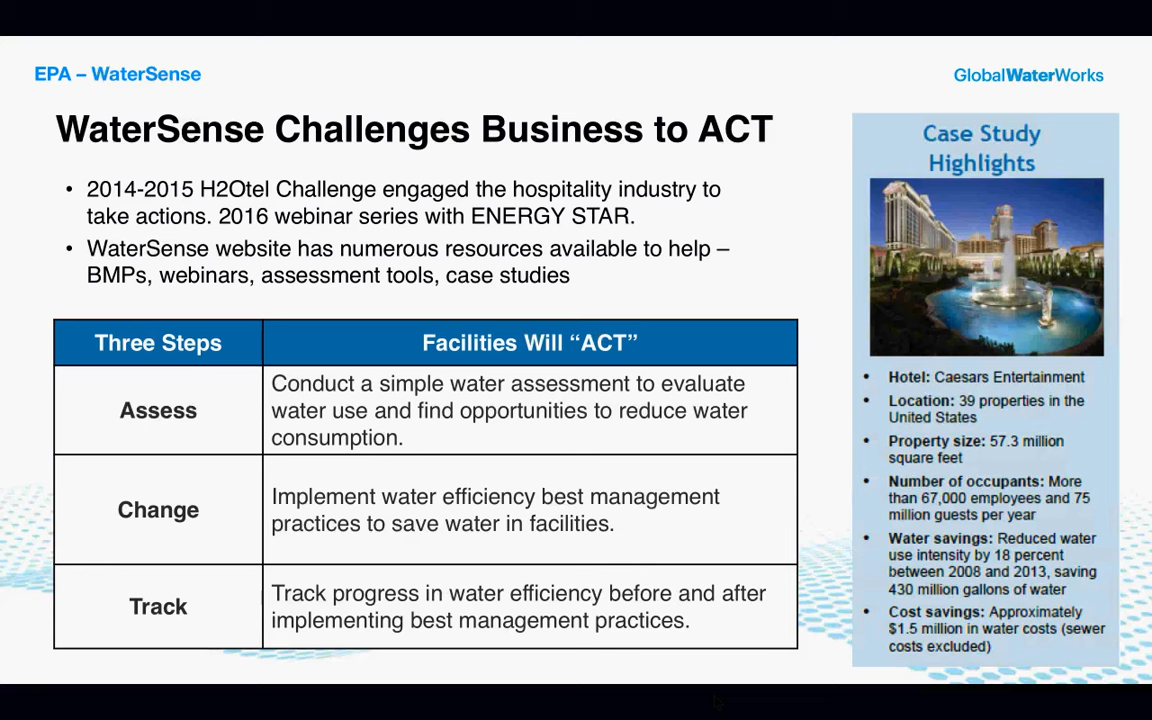 EPA – WaterSense
GlobalWaterWorks
WaterSense Challenges Business to ACT
• 2014-2015 H2Otel Challenge engaged the hospitality industry to
take actions. 2016 webinar series with ENERGY STAR.
• WaterSense website has numerous resources available to help –
BMPs, webinars, assessment tools, case studies
Three Steps
Facilities Will “ACT”
Assess
Conduct a simple water assessment to evaluate
water use and find opportunities to reduce water
consumption.
Change
Implement water efficiency best management
practices to save water in facilities.
Track
Track progress in water efficiency before and after
implementing best management practices.
Case Study
Highlights
• Hotel: Caesars Entertainment
• Location: 39 properties in the
United States
• Property size: 57.3 million
square feet
• Number of occupants: More
than 67,000 employees and 75
million guests per year
• Water savings: Reduced water
use intensity by 18 percent
between 2008 and 2013, saving
430 million gallons of water
• Cost savings: Approximately
$1.5 million in water costs (sewer
costs excluded)